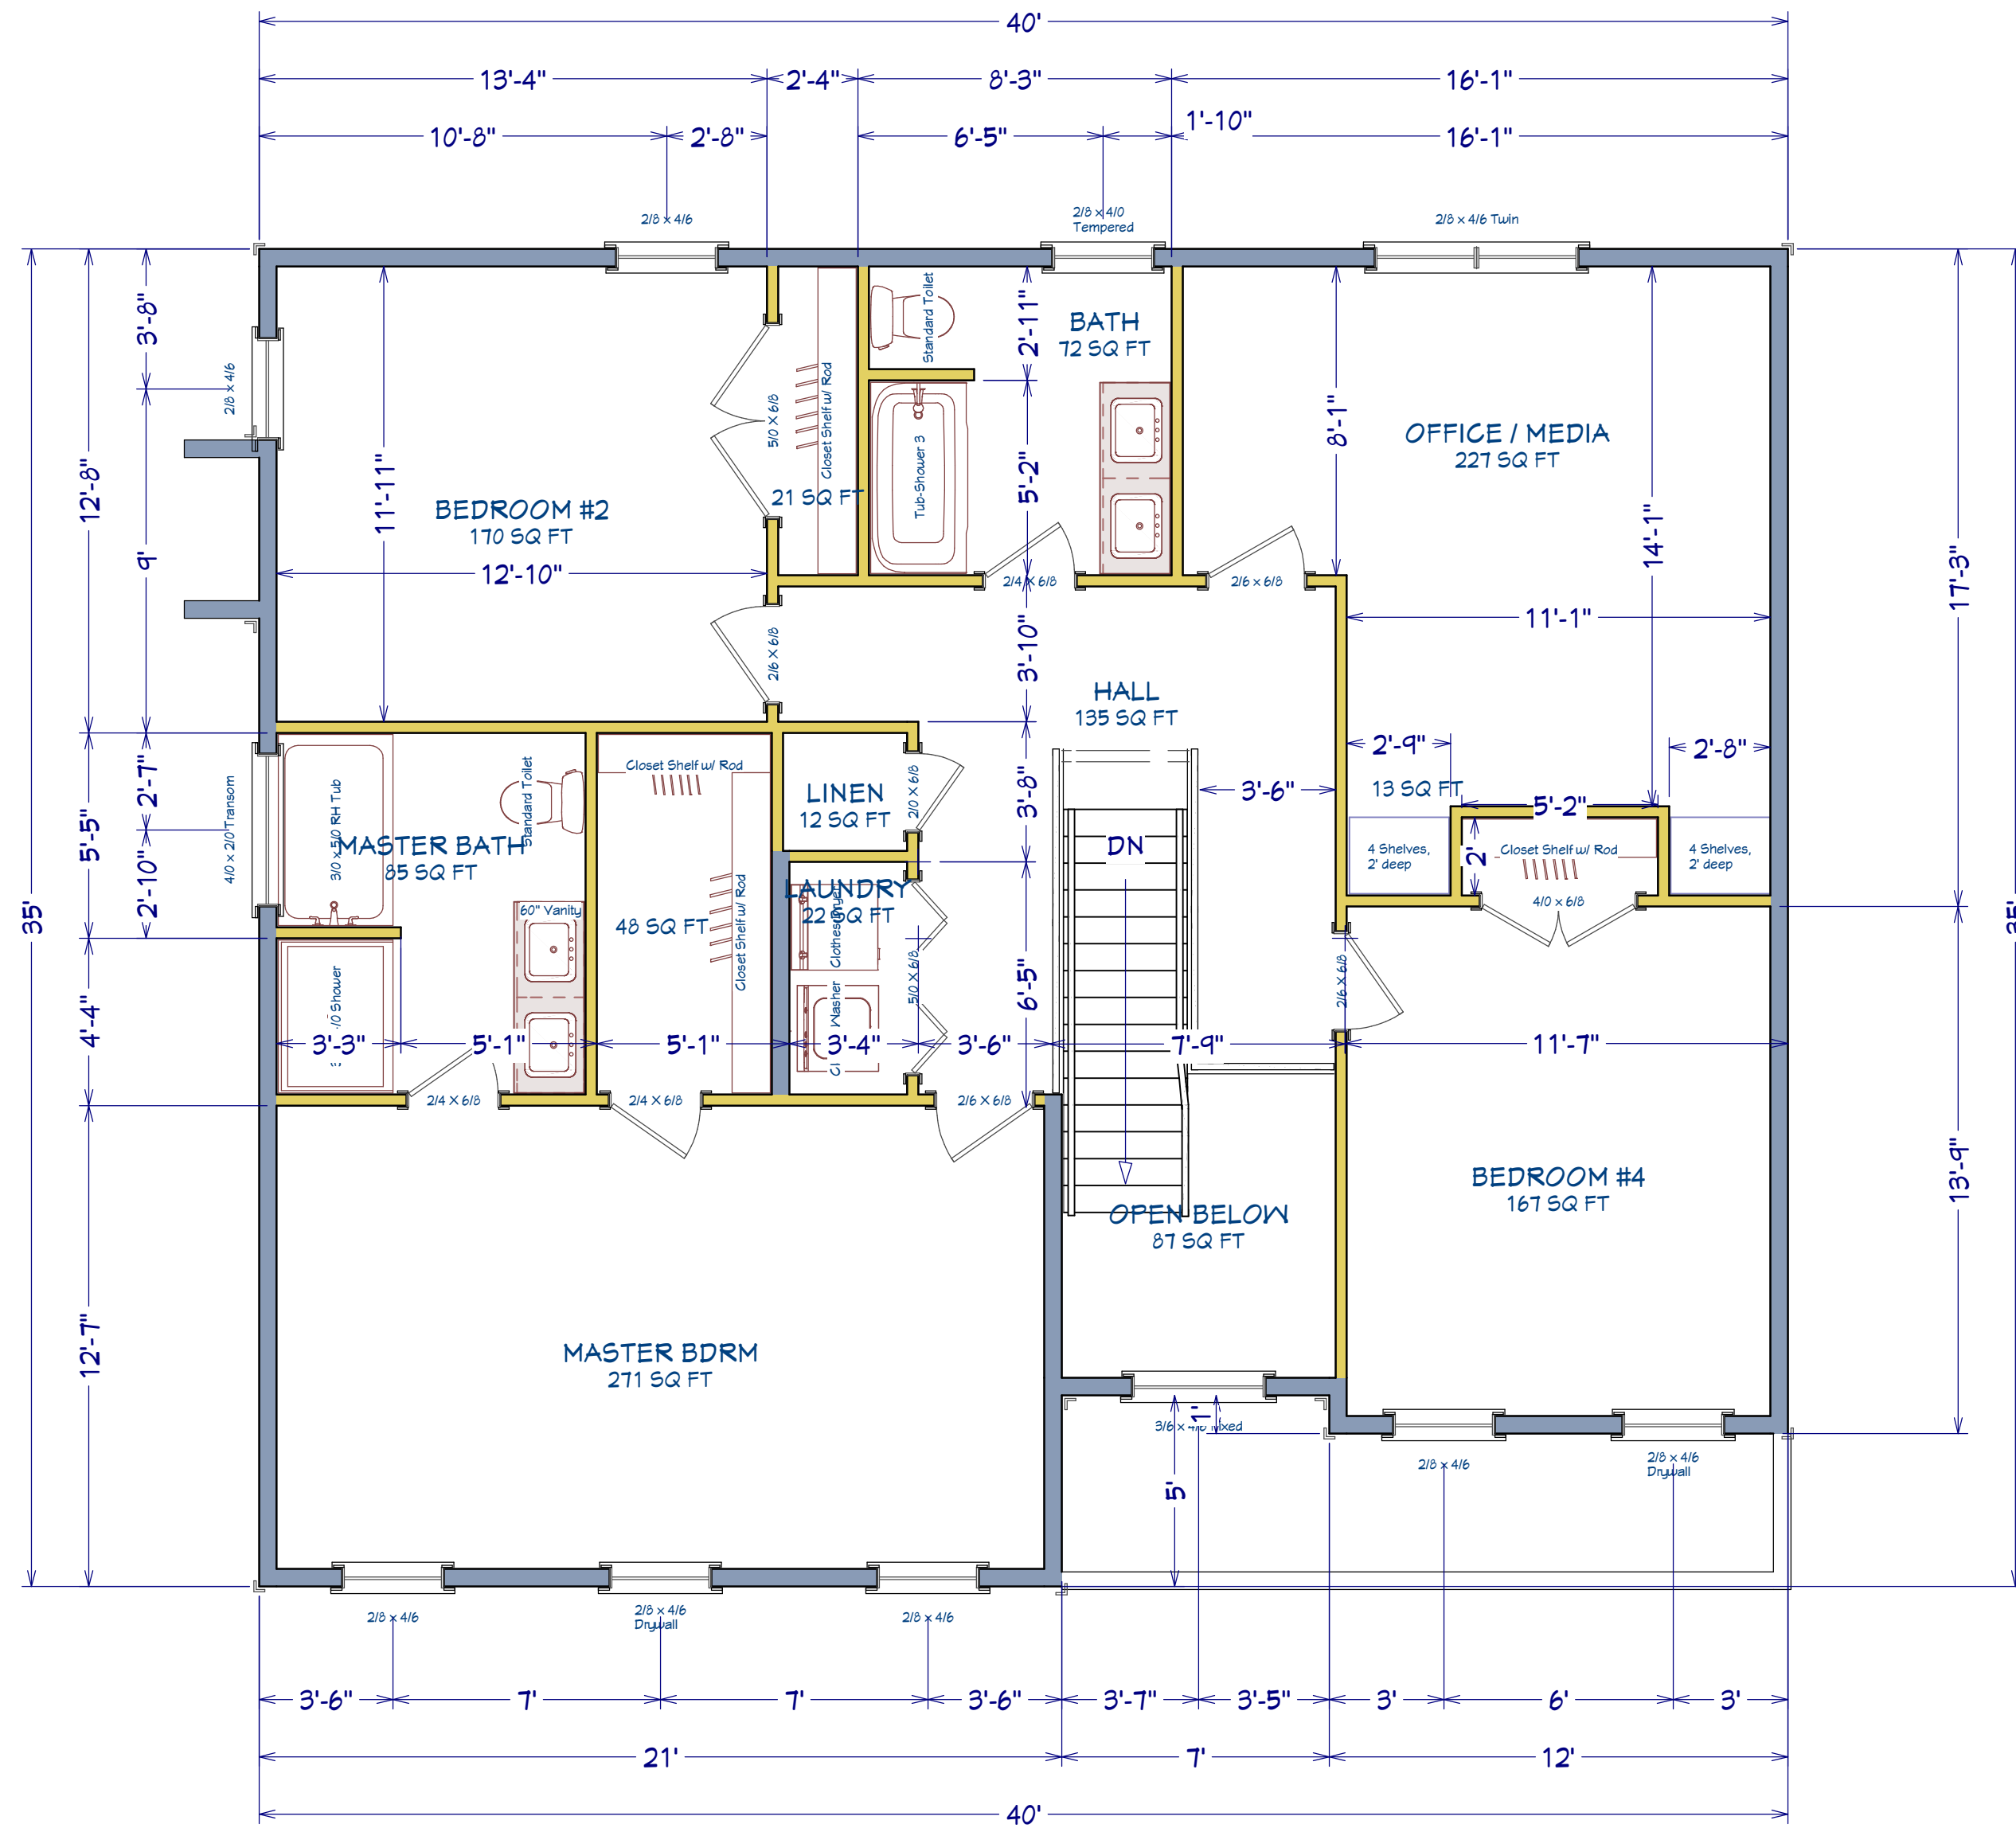 40'
13'-4"
2'-4"
8'-3"
16'-1"
10'-8"
2'-8"
6'-5"
1'-10"
16'-1"
2/8 x 4/6
2/8 x 4/0
Tempered
2/8 x 4/6 Twin
3'-8"
2/8 x 4/6
12'-8"
9'
11'-11"
BEDROOM #2
170 SQ FT
12'-10"
5/0 X 6/8
Closet Shelf w/ Rod
21 SQ FT
Standard Toilet
2'-11"
BATH
72 SQ FT
Tub-Shower 3
5'-2"
2/4 X 6/8
2/6 x 6/8
8'-1"
OFFICE / MEDIA
227 SQ FT
14'-1"
11'-1"
17'-3"
2/6 X 6/8
3'-10"
HALL
135 SQ FT
2'-9"
2'-8"
13 SQ FT
5'-2"
3'-6"
4 Shelves,
2' deep
2'
Closet Shelf w/ Rod
4 Shelves,
2' deep
4/0 x 6/8
35'
5'-5"
2'-7"
2'-10"
4/0 x 2/0 Transom
3/0 x 5/0 RH Tub
Standard Toilet
MASTER BATH
85 SQ FT
60" Vanity
Closet Shelf w/ Rod
48 SQ FT
Closet Shelf w/ Rod
LINEN
12 SQ FT
2/0 X 6/8
3'-8"
DN
LAUNDRY
22 SQ FT
Clothes Dryer
Washer
5/0 X 6/8
6'-5"
2/6 X 6/8
4'-4"
Shower
3'-3"
5'-1"
5'-1"
3'-4"
3'-6"
7'-9"
11'-7"
2/4 X 6/8
2/4 X 6/8
2/6 X 6/8
BEDROOM #4
167 SQ FT
13'-9"
OPEN BELOW
87 SQ FT
12'-7"
MASTER BDRM
271 SQ FT
1'
5'
2/8 x 4/6
2/8 x 4/6
Drywall
2/8 x 4/6
2/8 x 4/6
Drywall
2/8 x 4/6
3'-6"
7'
7'
3'-6"
3'-7"
3'-5"
3'
6'
3'
21'
7'
12'
40'